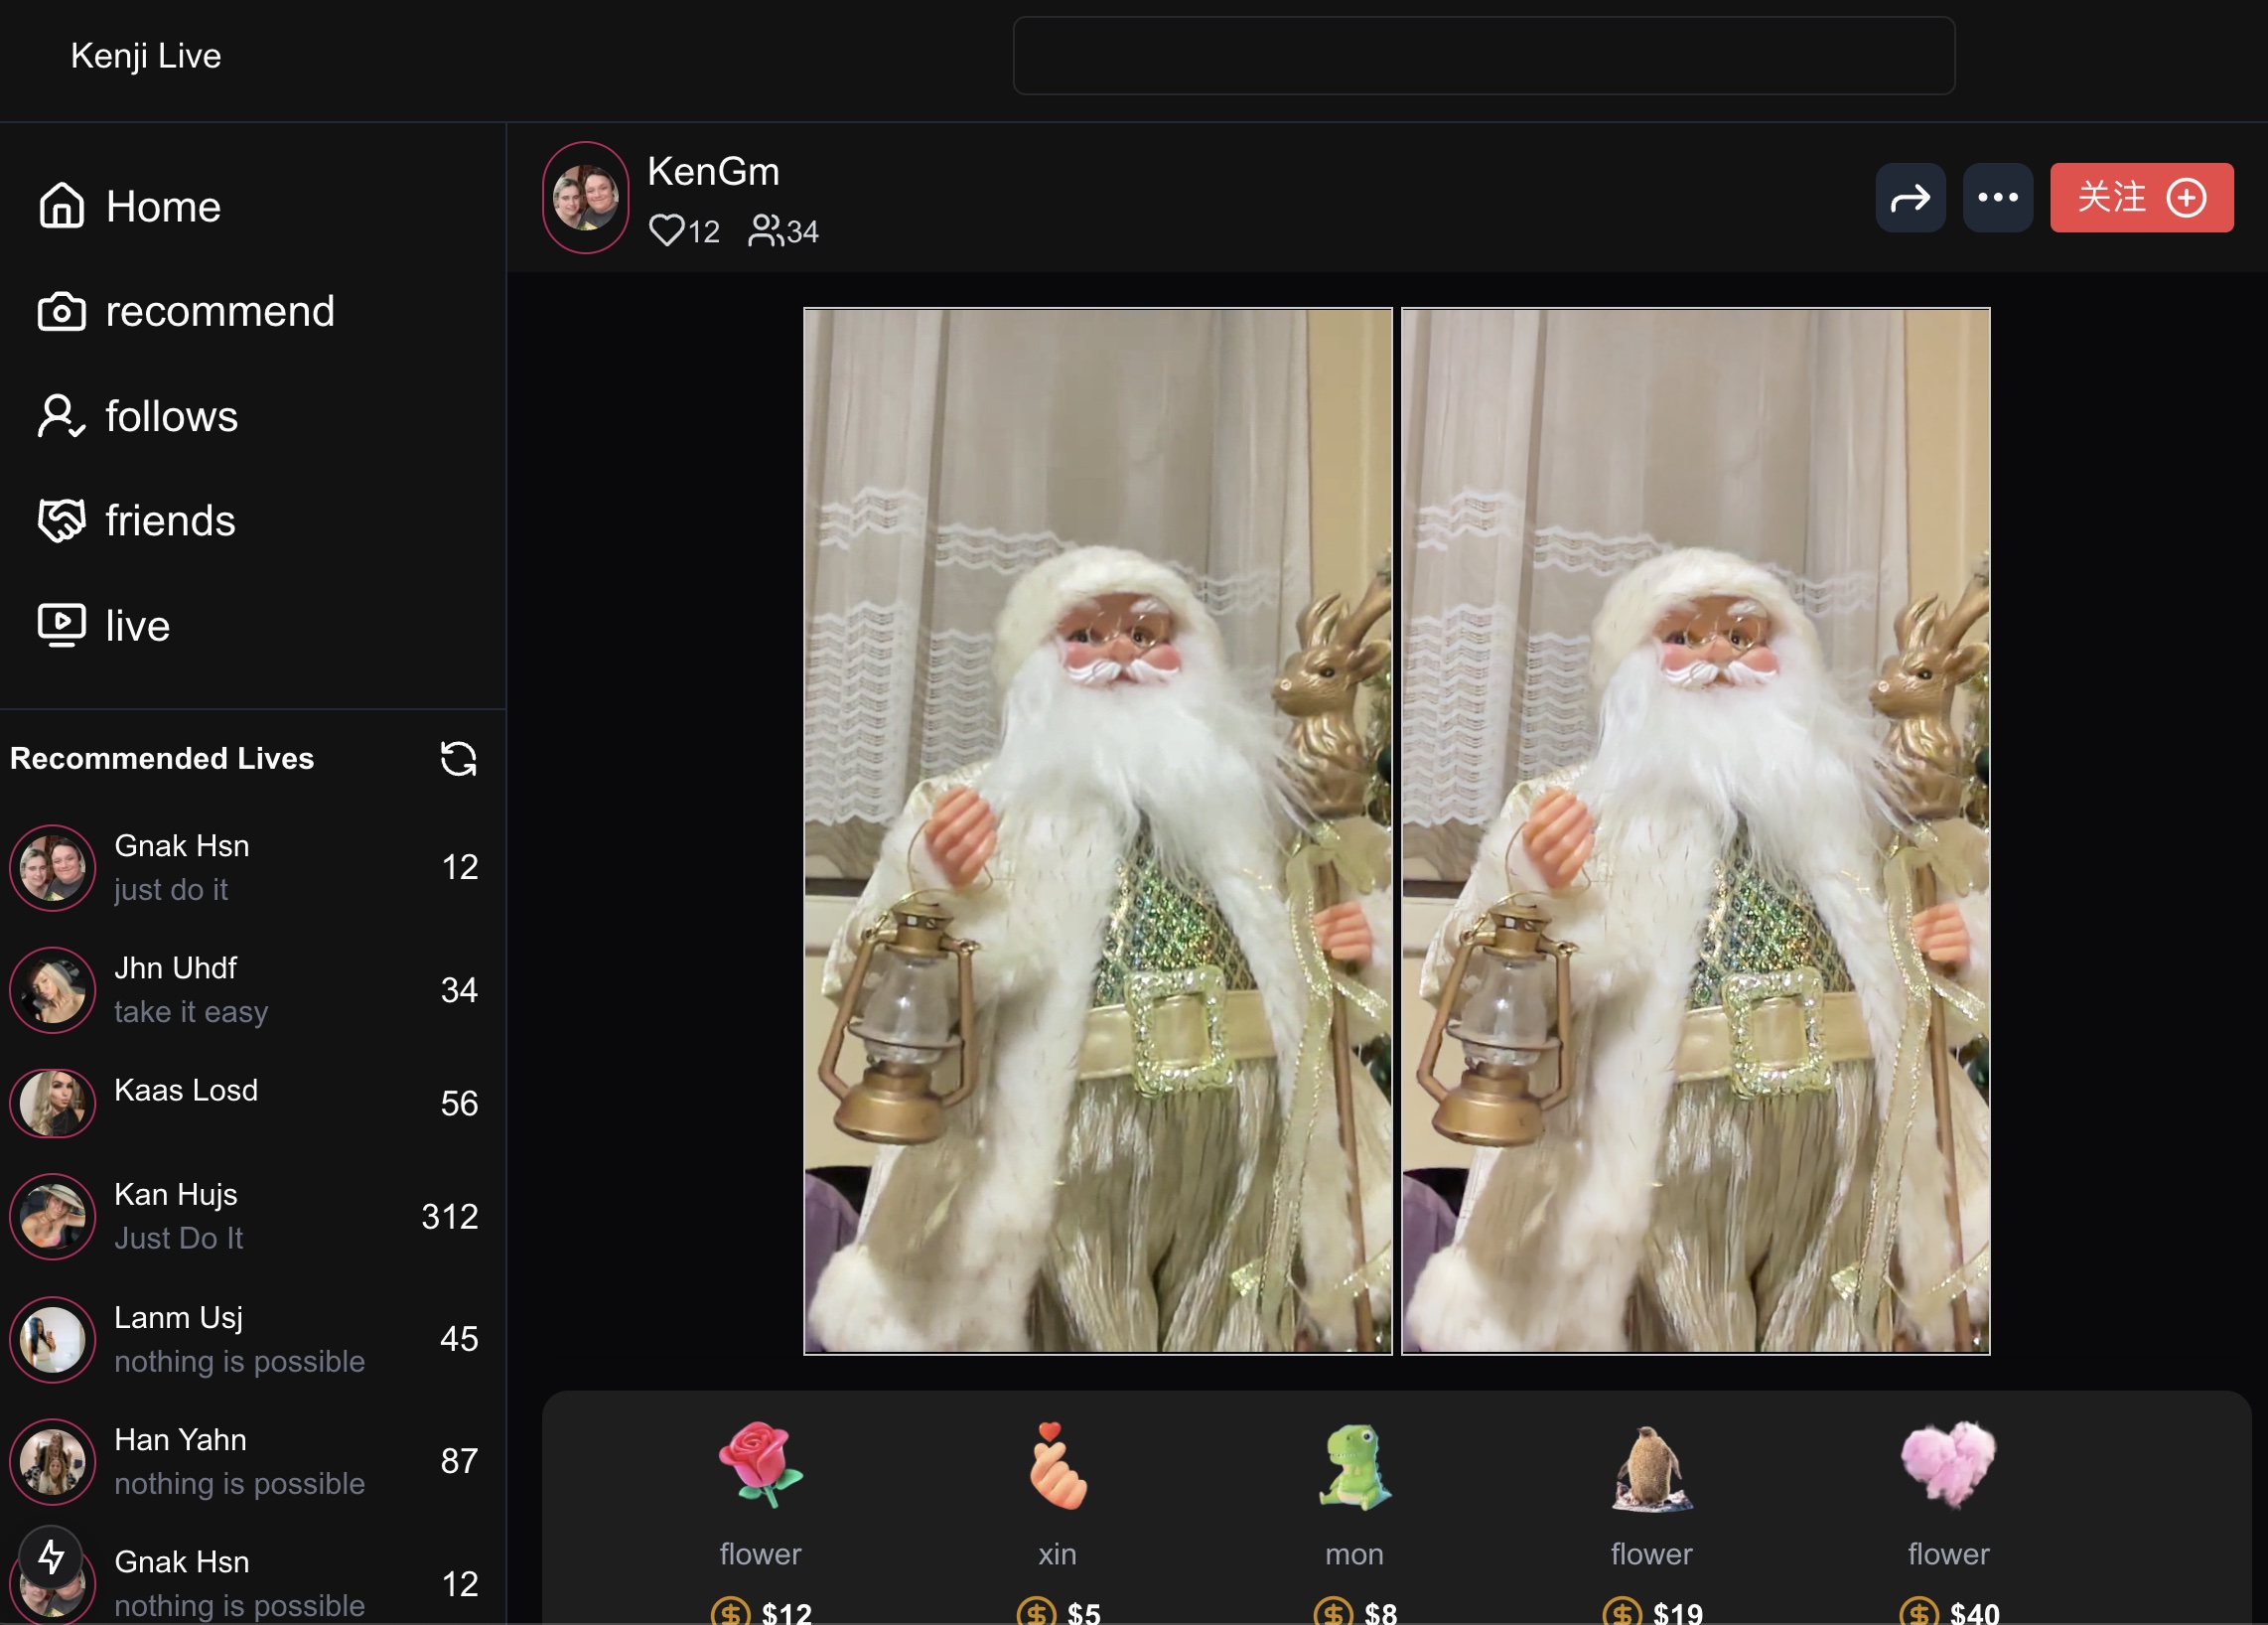 Kenji Live
Home
recommend
follows
friends
live
Recommended Lives
Gnak Hsn
just do it
12
Jhn Uhdf
take it easy
34
Kaas Losd
56
Kan Hujs
Just Do It
312
Lanm Usj
nothing is possible
45
Han Yahn
nothing is possible
87
Gnak Hsn
nothing is possible
12
KenGm
12 34
关注
flower xin mon flower flower
$12 $5 $8 $19 $40